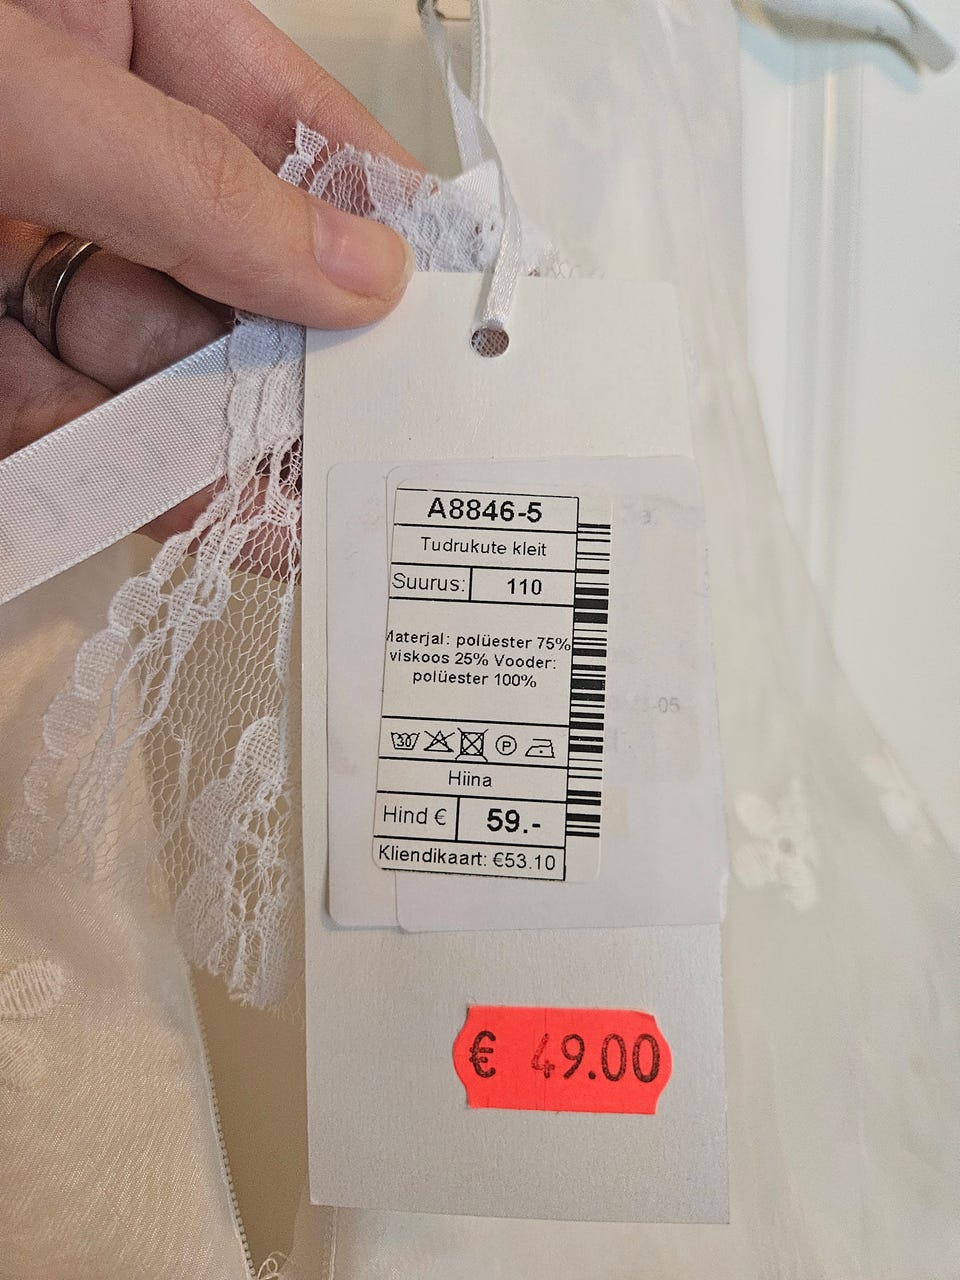 A8846-5
Tudrukute kleit
Suurus: 110
Materjal: polüester 75%
viskoos 25% Vooder:
polüester 100%
30 P
Hiina
Hind € 59.-
Kliendikaart: €53.10
€ 49.00